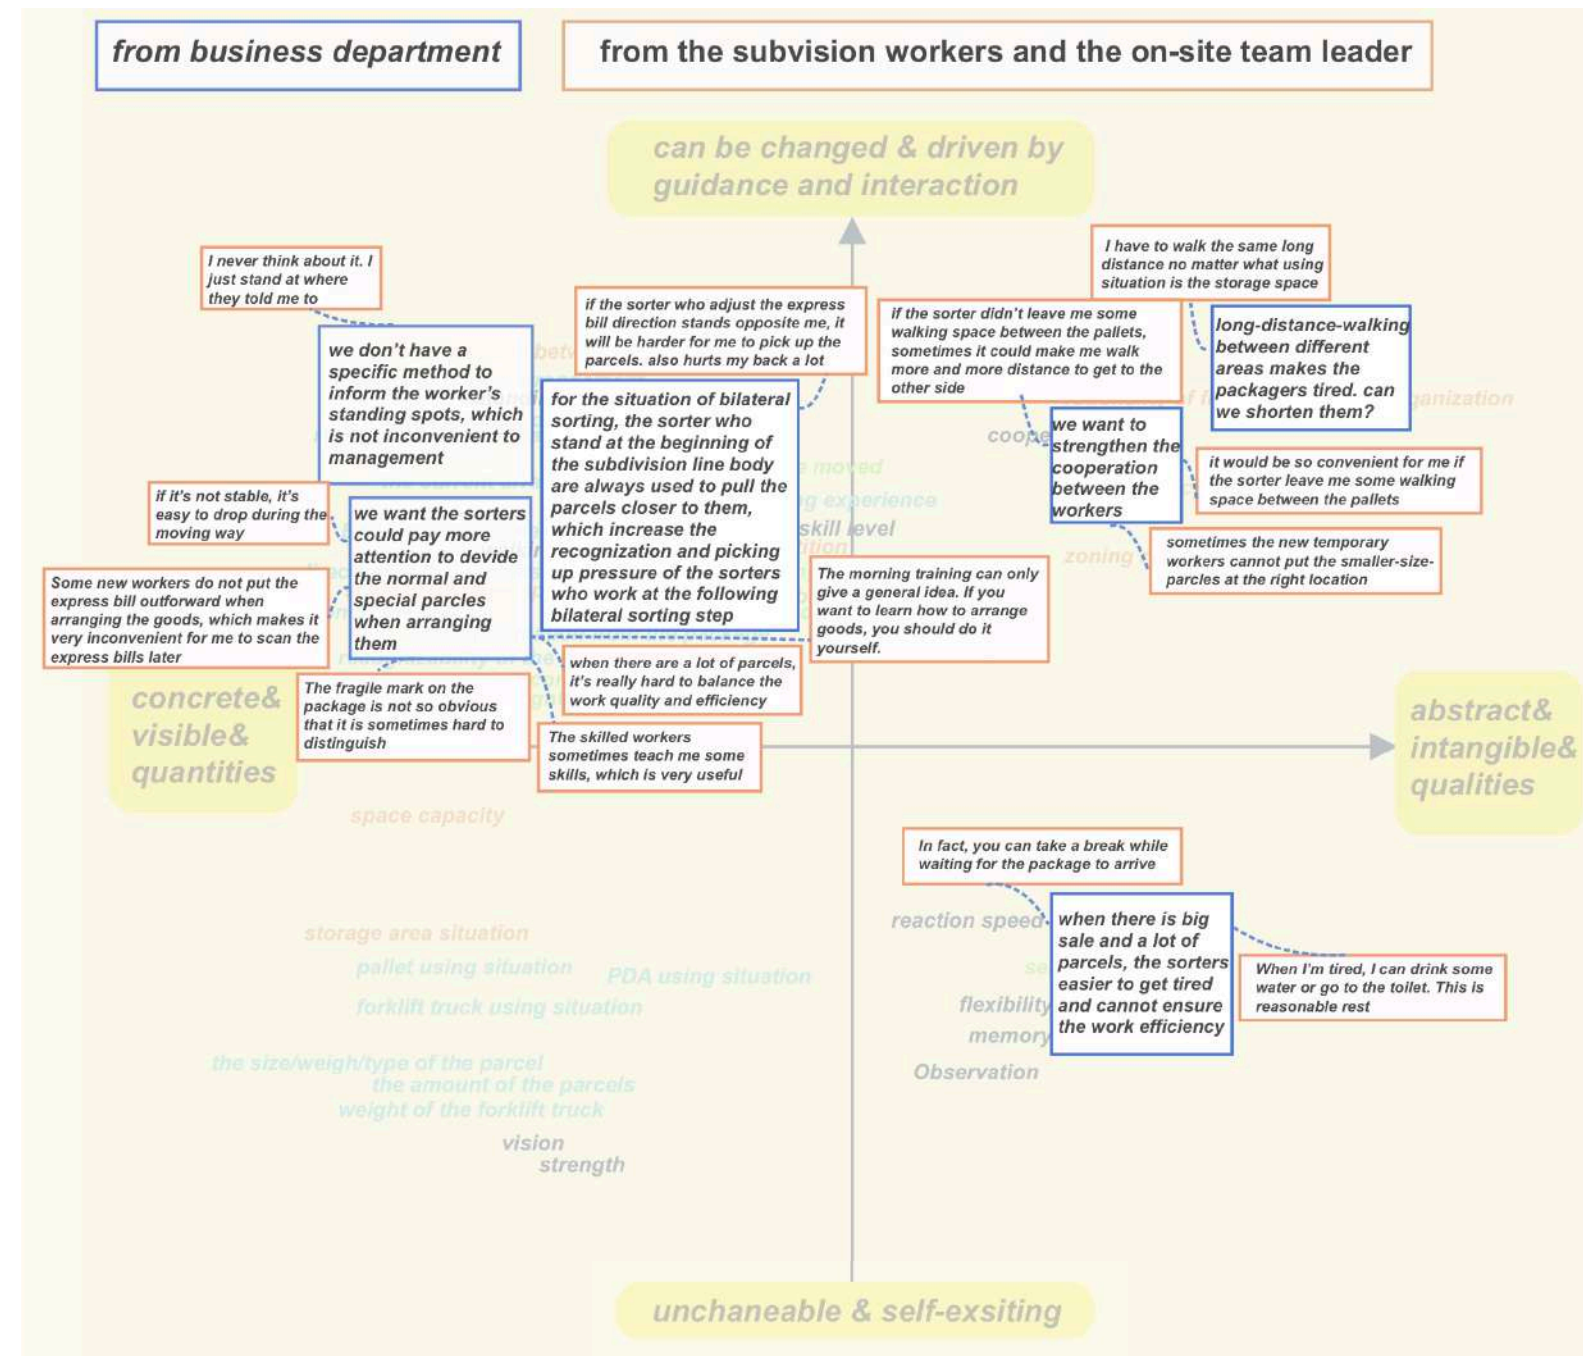 from business department
from the subvision workers and the on-site team leader
can be changed & driven by
guidance and interaction
I never think about it. I
just stand at where
they told me to
we don't have a
specific method to
inform the worker's
standing spots, which
is not inconvenient to
management
if the sorter who adjust the express
bill direction stands opposite me, it
will be harder for me to pick up the
parcels. also hurts my back a lot
for the situation of bilateral
sorting, the sorter who
stand at the beginning of
the subdivision line body
are always used to pull the
parcels closer to them,
which increase the
recognization and picking
up pressure of the sorters
who work at the following
bilateral sorting step
if the sorter didn't leave me some
walking space between the pallets,
sometimes it could make me walk
more and more distance to get to the
other side
I have to walk the same long
distance no matter what using
situation is the storage space
long-distance-walking
between different
areas makes the
packagers tired. can
we shorten them?
we want to
strengthen the
cooperation
between the
workers
it would be so convenient for me if
the sorter leave me some walking
space between the pallets
sometimes the new temporary
workers cannot put the smaller-size-
parcles at the right location
zoning
skill level
if it's not stable, it's
easy to drop during the
moving way
we want the sorters
could pay more
attention to devide
the normal and
special parcles
when arranging
them
Some new workers do not put the
express bill outforward when
arranging the goods, which makes it
very inconvenient for me to scan the
express bills later
The fragile mark on the
package is not so obvious
that it is sometimes hard to
distinguish
when there are a lot of parcels,
it's really hard to balance the
work quality and efficiency
The skilled workers
sometimes teach me some
skills, which is very useful
The morning training can only
give a general idea. If you
want to learn how to arrange
goods, you should do it
yourself.
concrete&
visible&
quantities
abstract&
intangible&
qualities
space capacity
storage area situation
pallet using situation
PDA using situation
forklift truck using situation
the size/weigh/type of the parcel
the amount of the parcels
weight of the forklift truck
vision
strength
In fact, you can take a break while
waiting for the package to arrive
reaction speed
flexibility
memory
Observation
when there is big
sale and a lot of
parcels, the sorters
easier to get tired
and cannot ensure
the work efficiency
When I'm tired, I can drink some
water or go to the toilet. This is
reasonable rest
unchaneable & self-exsiting